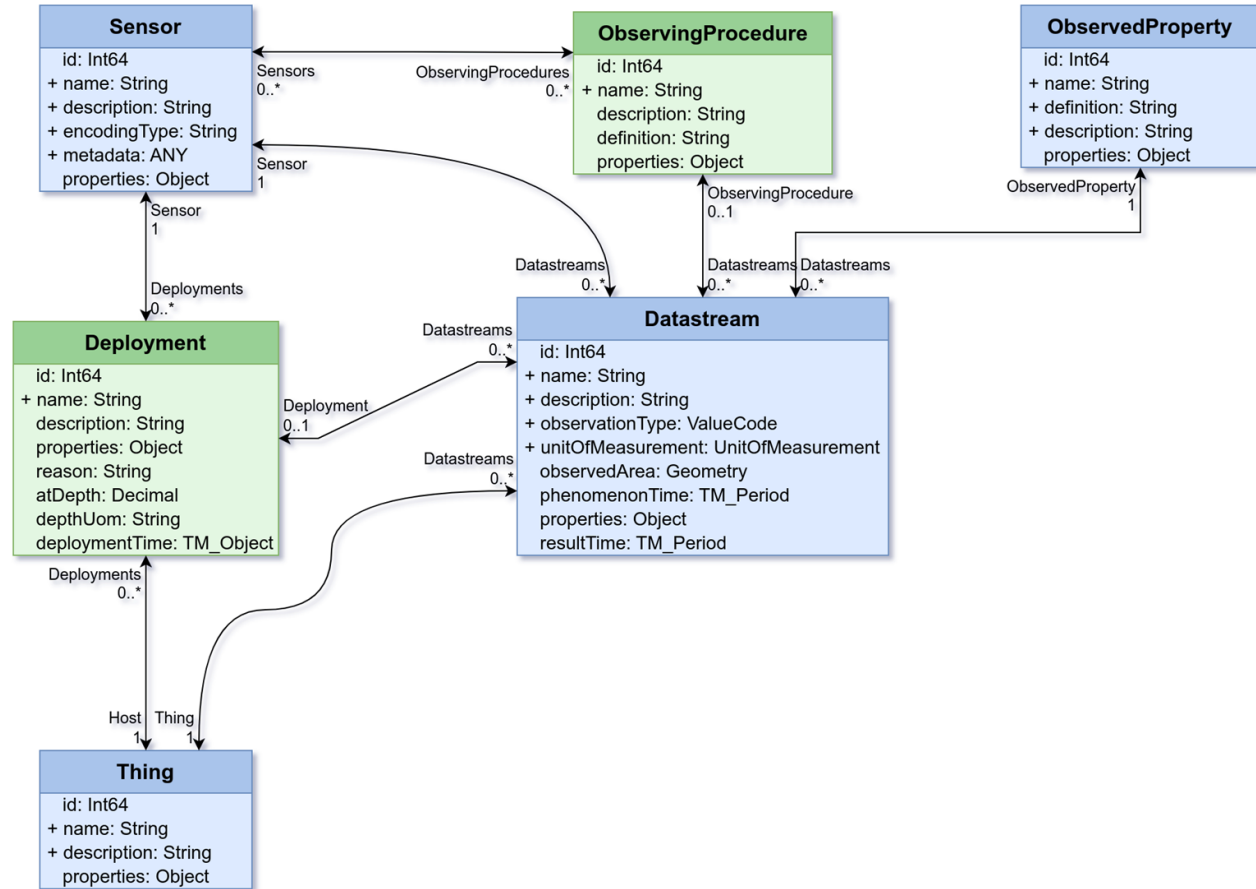 Sensor
id: Int64
+ name: String
+ description: String
+ encodingType: String
+ metadata: ANY
properties: Object
ObservingProcedure
id: Int64
+ name: String
description: String
definition: String
properties: Object
ObservedProperty
id: Int64
+ name: String
+ definition: String
+ description: String
properties: Object
Sensors
0..*
ObservingProcedures
0..*
Sensor
1
Sensor
1
ObservingProcedure
0..1
ObservedProperty
1
Datastreams
0..*
Datastreams
0..*
Datastreams
0..*
Deployments
0..*
Deployment
id: Int64
+ name: String
description: String
properties: Object
reason: String
atDepth: Decimal
depthUom: String
deploymentTime: TM_Object
Datastreams
0..*
Deployment
0..1
Datastreams
0..*
Datastream
id: Int64
+ name: String
+ description: String
+ observationType: ValueCode
+ unitOfMeasurement: UnitOfMeasurement
observedArea: Geometry
phenomenonTime: TM_Period
properties: Object
resultTime: TM_Period
Deployments
0..*
Host
1
Thing
1
Thing
id: Int64
+ name: String
+ description: String
properties: Object